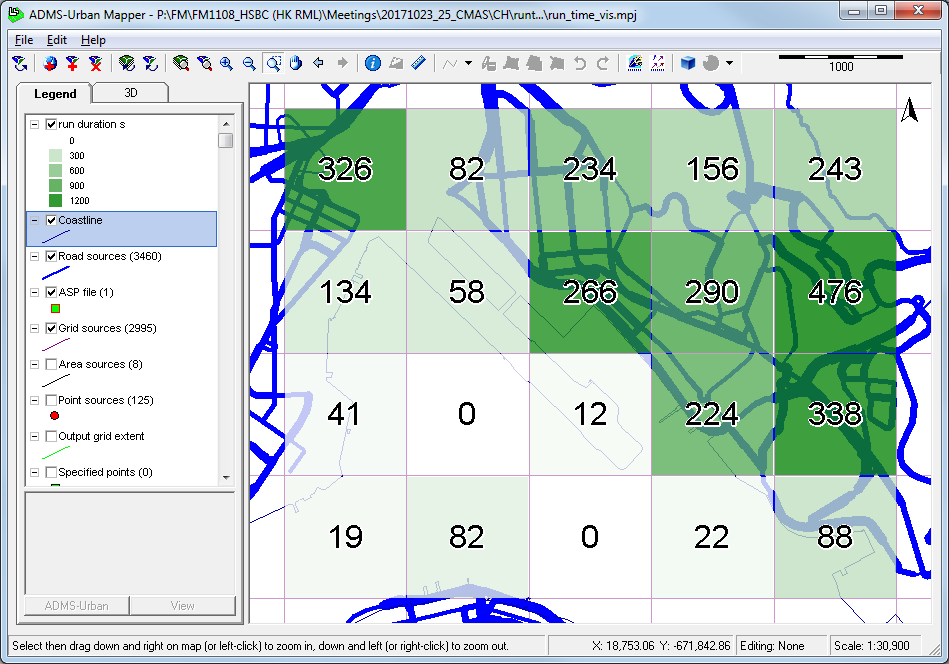 ADMS-Urban Mapper - P:\FM\FM1108_HSBC (HK RML)\Meetings\20171023_25_CMAS\CH\runt...\run_time_vis.mpj
File Edit Help
1000
Legend 3D
run duration s
0
300
600
900
1200
Coastline
Road sources (3460)
ASP file (1)
Grid sources (2995)
Area sources (8)
Point sources (125)
Output grid extent
Specified points (0)
326 82 234 156 243
134 58 266 290 476
41 0 12 224 338
19 82 0 22 88
ADMS-Urban View
Select then drag down and right on map (or left-click) to zoom in, down and left (or right-click) to zoom out. X: 18,753.06 Y: -671,842.86 Editing: None Scale: 1:30,900